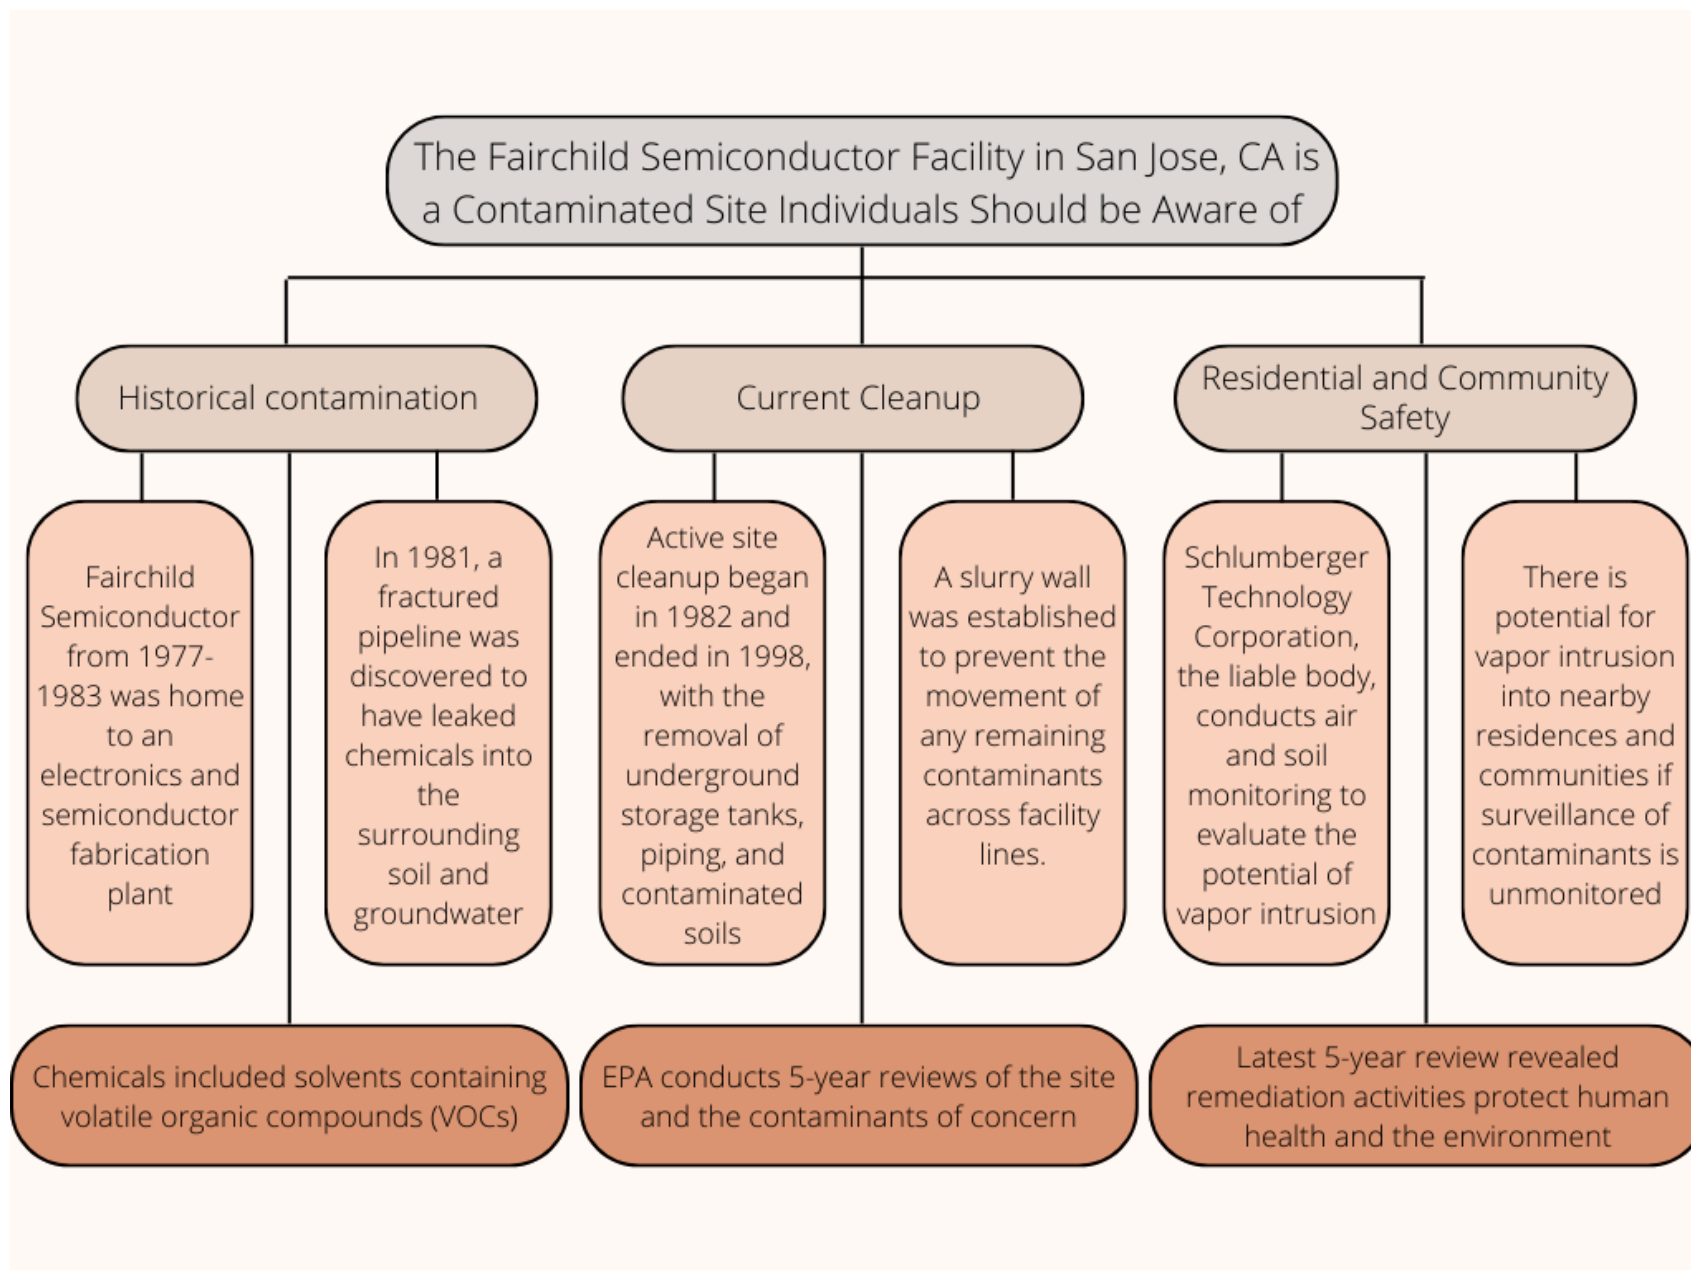 The Fairchild Semiconductor Facility in San Jose, CA is
a Contaminated Site Individuals Should be Aware of
Historical contamination
Fairchild
Semiconductor
from 1977-
1983 was home
to an
electronics and
semiconductor
fabrication
plant
In 1981, a
fractured
pipeline was
discovered to
have leaked
chemicals into
the
surrounding
soil and
groundwater
Chemicals included solvents containing
volatile organic compounds (VOCs)
Current Cleanup
Active site
cleanup began
in 1982 and
ended in 1998,
with the
removal of
underground
storage tanks,
piping, and
contaminated
soils
A slurry wall
was established
to prevent the
movement of
any remaining
contaminants
across facility
lines.
EPA conducts 5-year reviews of the site
and the contaminants of concern
Residential and Community
Safety
Schlumberger
Technology
Corporation,
the liable body,
conducts air
and soil
monitoring to
evaluate the
potential of
vapor intrusion
There is
potential for
vapor intrusion
into nearby
residences and
communities if
surveillance of
contaminants is
unmonitored
Latest 5-year review revealed
remediation activities protect human
health and the environment